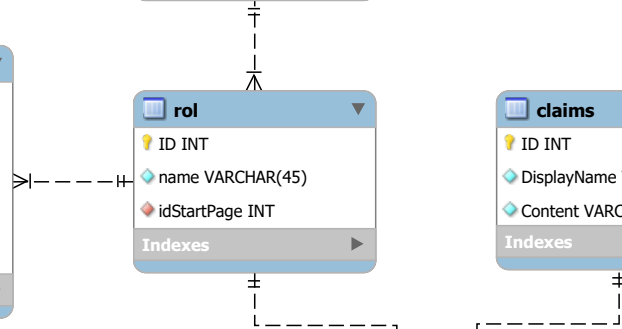 rol
ID INT
name VARCHAR(45)
idStartPage INT
Indexes
claims
ID INT
DisplayName
Content
Indexes